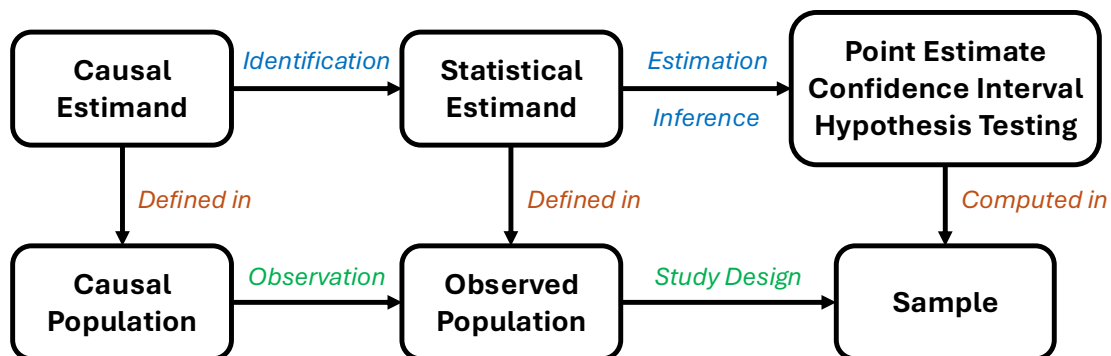 Causal
Estimand
Identification
Statistical
Estimand
Estimation
Inference
Point Estimate
Confidence Interval
Hypothesis Testing
Defined in
Defined in
Computed in
Causal
Population
Observation
Observed
Population
Study Design
Sample